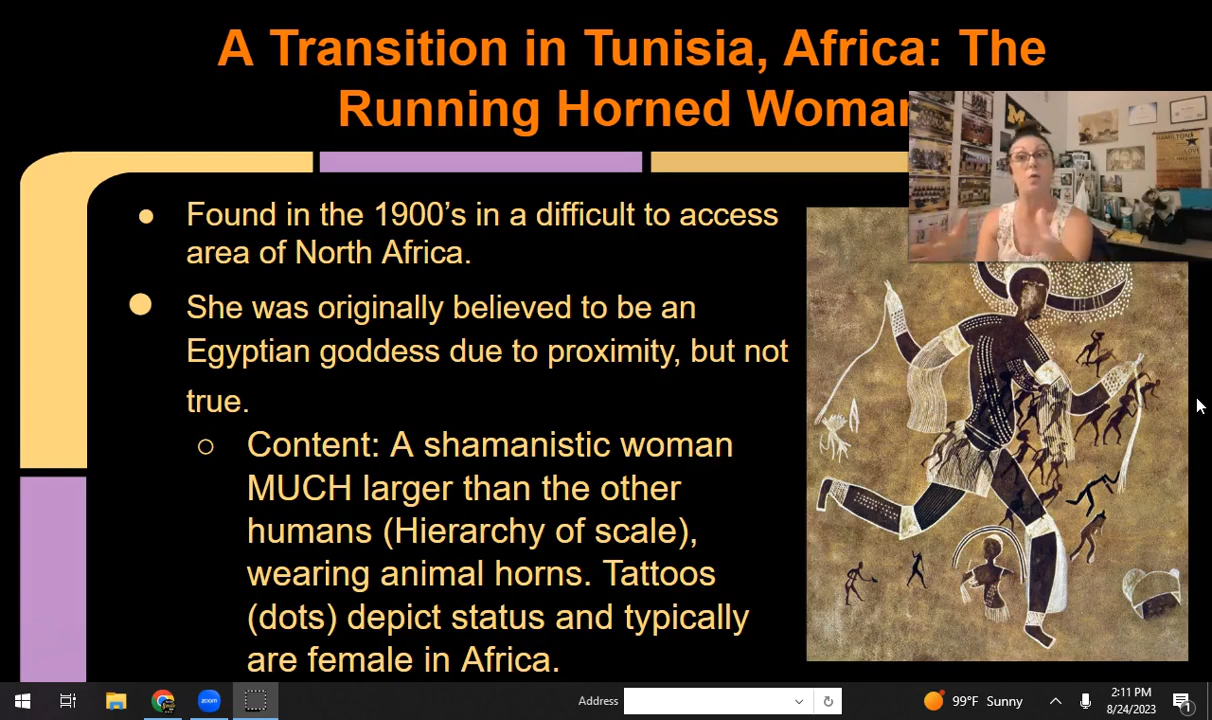 A Transition in Tunisia, Africa: The
Running Horned Woman
Found in the 1900's in a difficult to access
area of North Africa.
She was originally believed to be an
Egyptian goddess due to proximity, but not
true.
Content: A shamanistic woman
MUCH larger than the other
humans (Hierarchy of scale),
wearing animal horns. Tattoos
(dots) depict status and typically
are female in Africa.
M
HAMILTON
zoom
Address
99°F Sunny
2:11 PM
8/24/2023
1